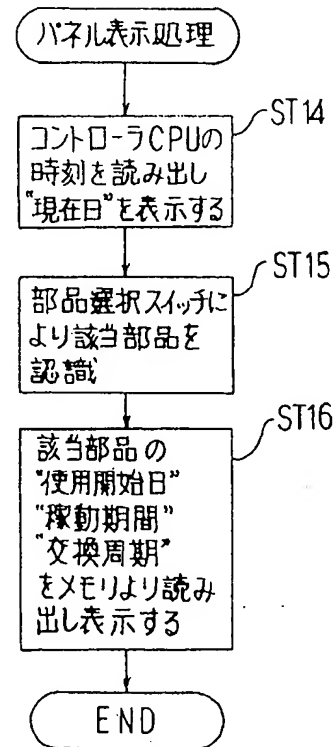 パネル表示処理
ST14
コントローラCPUの
時刻を読み出し
"現在日"を表示する
ST15
部品選択スイッチに
より該当部品を
認識
ST16
該当部品の
"使用開始日"
"稼動期間"
"交換周期"
をメモリより読み
出し表示する
END